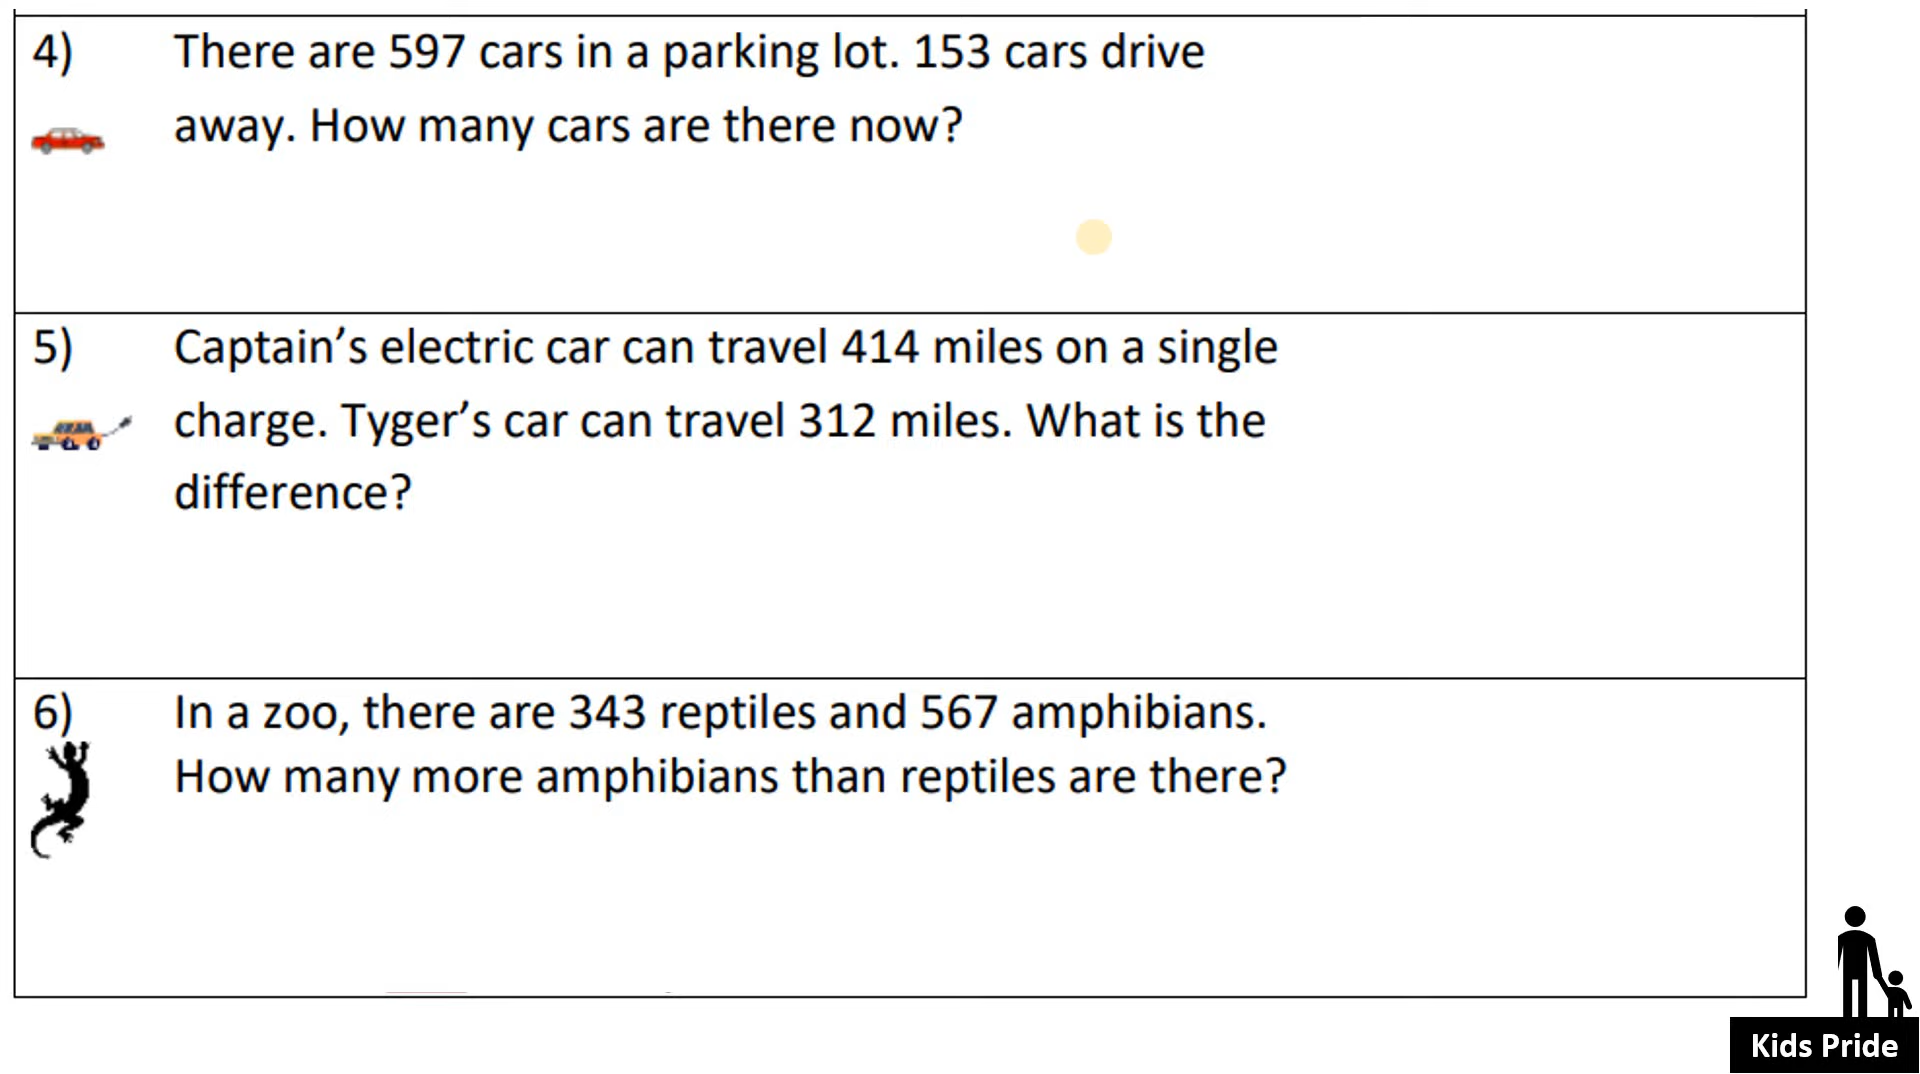 4) There are 597 cars in a parking lot. 153 cars drive
away. How many cars are there now?
5) Captain’s electric car can travel 414 miles on a single
charge. Tyger’s car can travel 312 miles. What is the
difference?
6) In a zoo, there are 343 reptiles and 567 amphibians.
How many more amphibians than reptiles are there?
Kids Pride